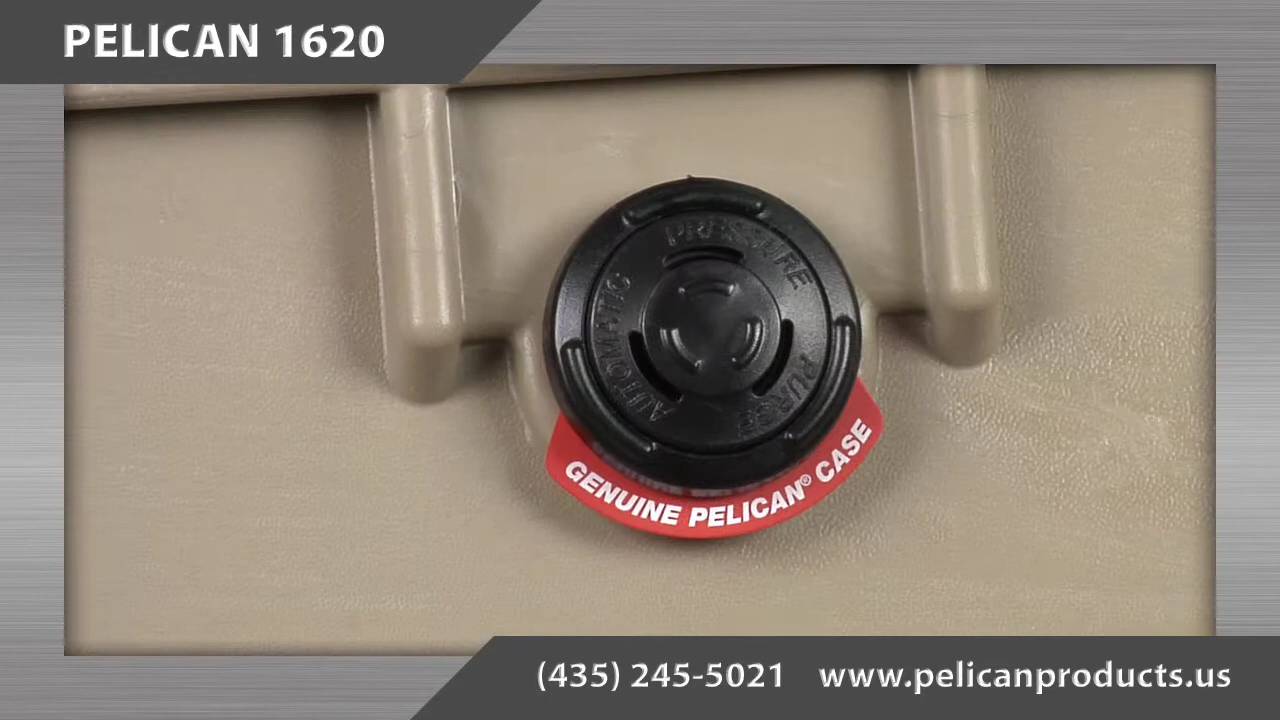 PELICAN 1620
AUTOMATIC PRESSURE PURGE
GENUINE PELICAN® CASE
(435) 245-5021 www.pelicanproducts.us